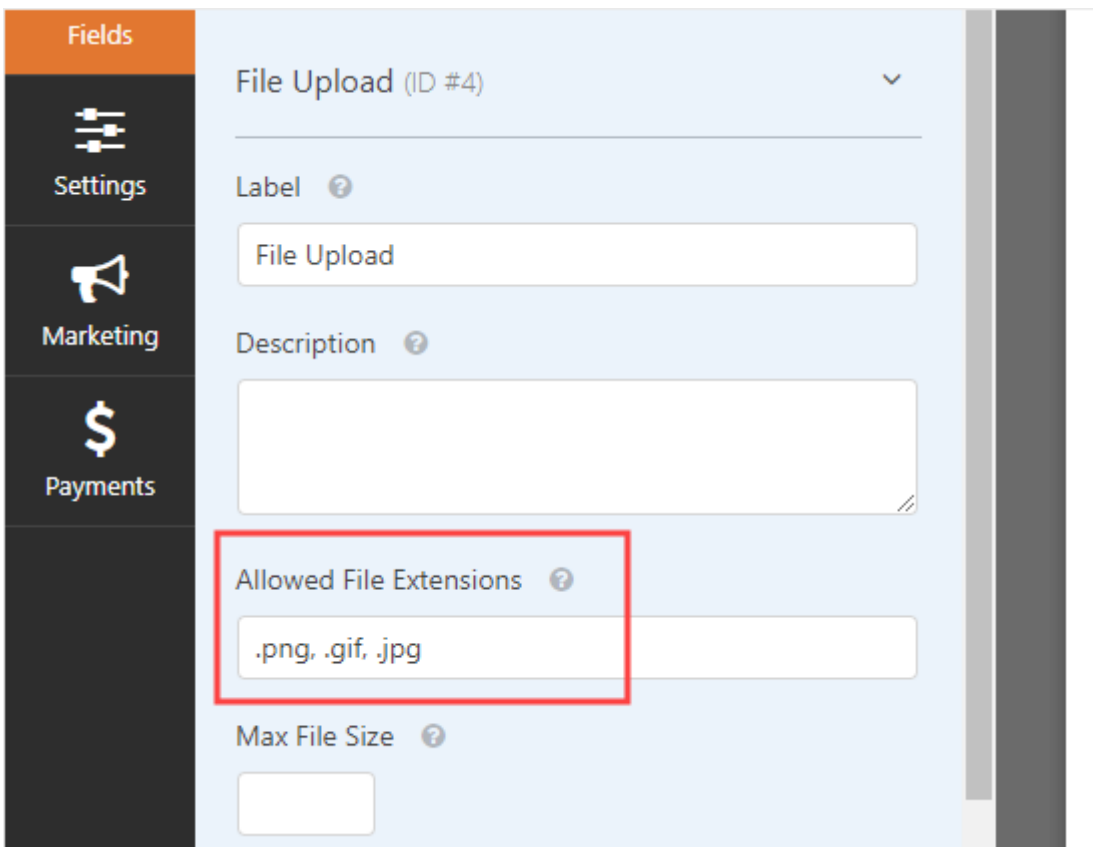 Fields
Settings
Marketing
$
Payments
File Upload (ID #4)
Label ?
File Upload
Description ?
Allowed File Extensions ?
.png, .gif, .jpg
Max File Size ?